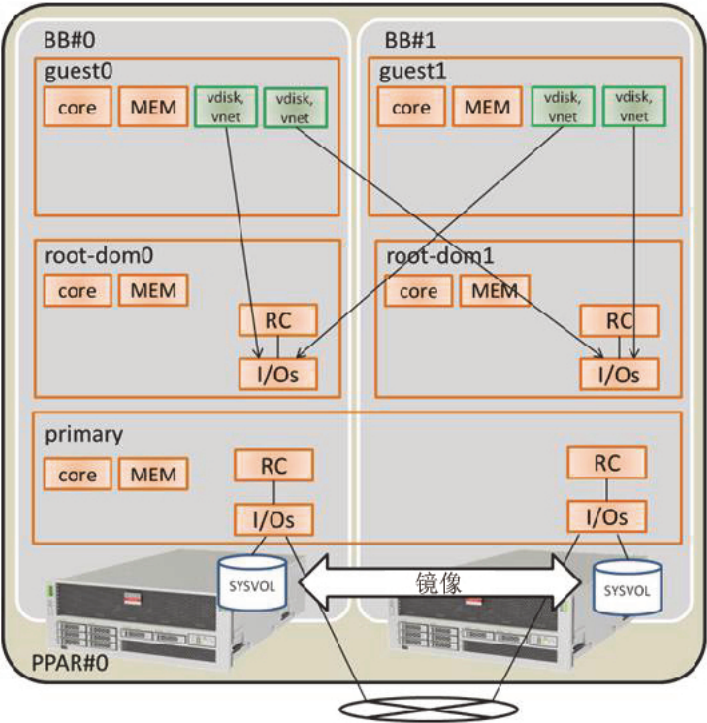 BB#0
BB#1
guest0
guest1
core
MEM
vdisk,
vnet
vdisk,
vnet
core
MEM
vdisk,
vnet
vdisk,
vnet
root-dom0
root-dom1
core
MEM
core
MEM
RC
RC
I/Os
I/Os
primary
core
MEM
RC
RC
I/Os
I/Os
SYSVOL
镜像
SYSVOL
PPAR#0